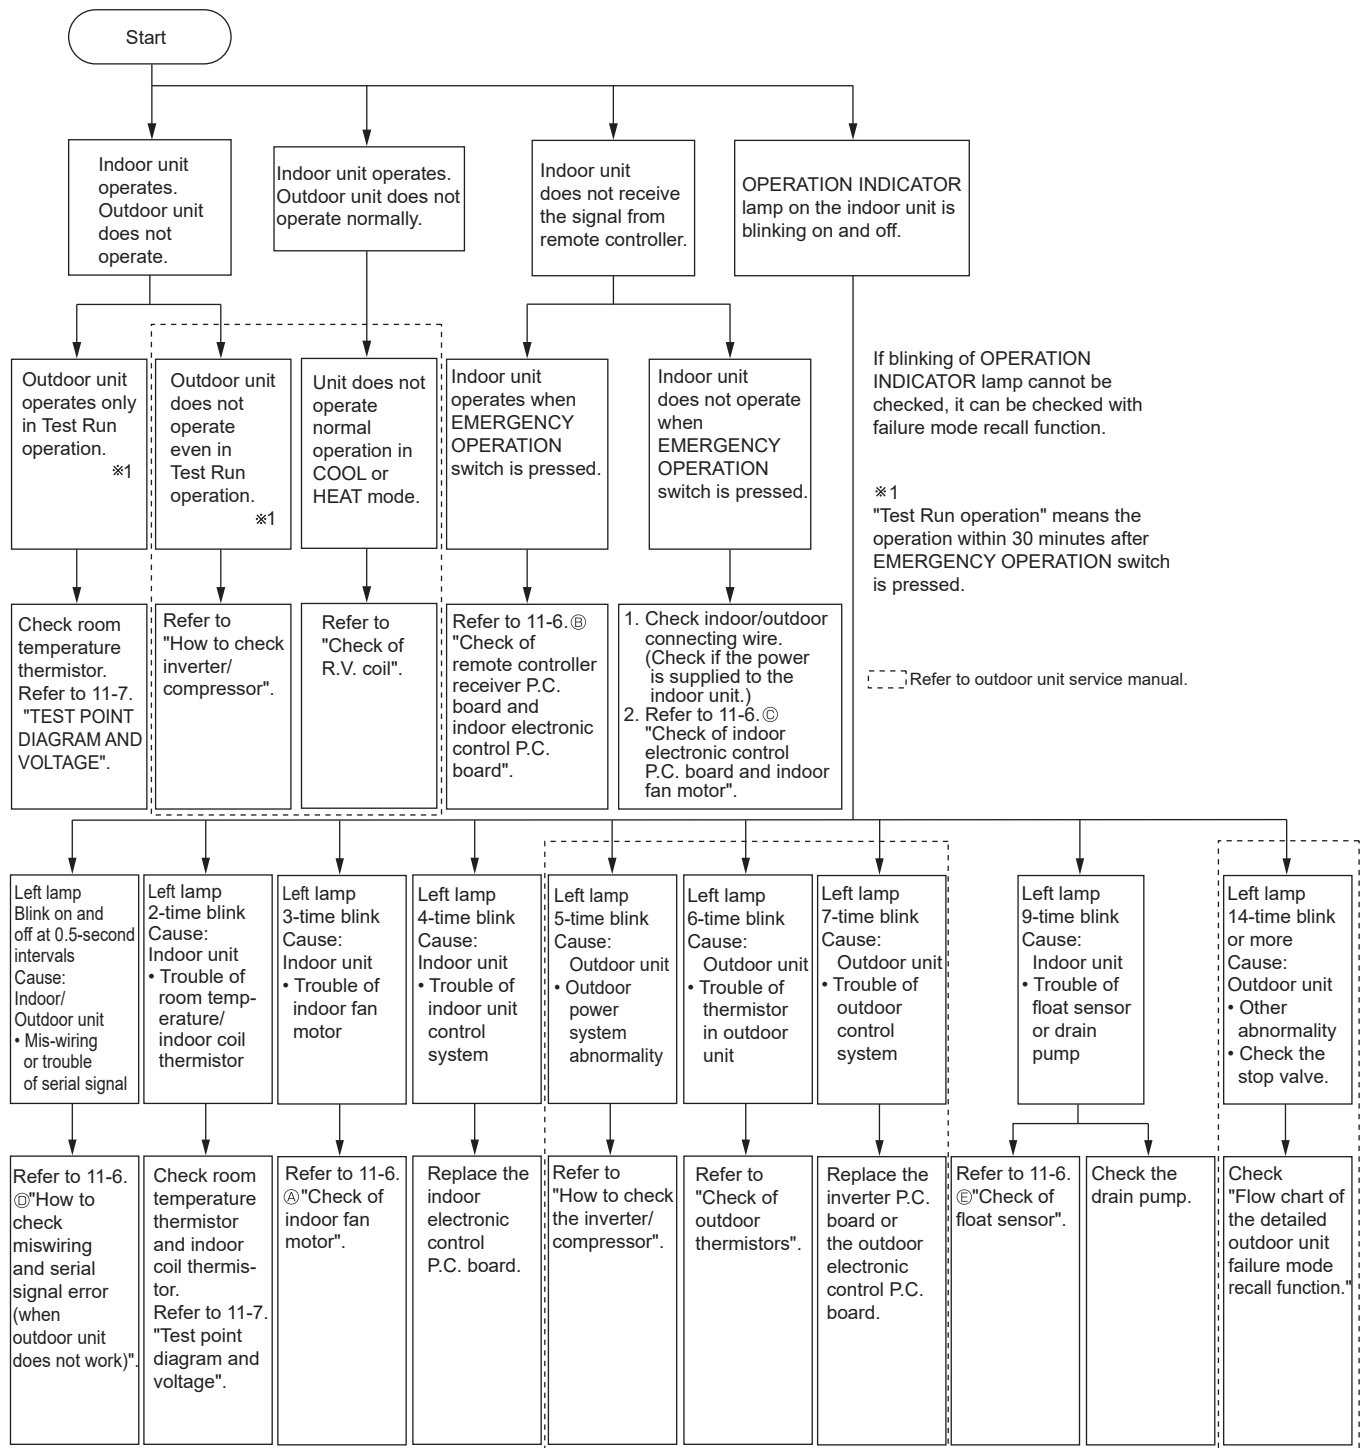 Start
Indoor unit
operates.
Outdoor unit
does not
operate.
Indoor unit operates.
Outdoor unit does not
operate normally.
Indoor unit
does not receive
the signal from
remote controller.
OPERATION INDICATOR
lamp on the indoor unit is
blinking on and off.
Outdoor unit
operates only
in Test Run
operation.
※1
Outdoor unit
does not
operate
even in
Test Run
operation.
※1
Unit does not
operate
normal
operation in
COOL or
HEAT mode.
Indoor unit
operates when
EMERGENCY
OPERATION
switch is pressed.
Indoor unit
does not operate
when
EMERGENCY
OPERATION
switch is pressed.
If blinking of OPERATION
INDICATOR lamp cannot be
checked, it can be checked with
failure mode recall function.
※1
"Test Run operation" means the
operation within 30 minutes after
EMERGENCY OPERATION switch
is pressed.
Refer to outdoor unit service manual.
Check room
temperature
thermistor.
Refer to 11-7.
"TEST POINT
DIAGRAM AND
VOLTAGE".
Refer to
"How to check
inverter/
compressor".
Refer to
"Check of
R.V. coil".
Refer to 11-6.Ⓑ
"Check of
remote controller
receiver P.C.
board and
indoor electronic
control P.C.
board".
1. Check indoor/outdoor
connecting wire.
(Check if the power
is supplied to the
indoor unit.)
2. Refer to 11-6.Ⓒ
"Check of indoor
electronic control
P.C. board and indoor
fan motor".
Left lamp
Blink on and
off at 0.5-second
intervals
Cause:
Indoor/
Outdoor unit
• Mis-wiring
or trouble
of serial signal
Left lamp
2-time blink
Cause:
Indoor unit
• Trouble of
room temp-
erature/
indoor coil
thermistor
Left lamp
3-time blink
Cause:
Indoor unit
• Trouble of
indoor fan
motor
Left lamp
4-time blink
Cause:
Indoor unit
• Trouble of
indoor unit
control
system
Left lamp
5-time blink
Cause:
Outdoor unit
• Outdoor
power
system
abnormality
Left lamp
6-time blink
Cause:
Outdoor unit
• Trouble of
thermistor
in outdoor
unit
Left lamp
7-time blink
Cause:
Outdoor unit
• Trouble of
outdoor
control
system
Left lamp
9-time blink
Cause:
Indoor unit
• Trouble of
float sensor
or drain
pump
Left lamp
14-time blink
or more
Cause:
Outdoor unit
• Other
abnormality
• Check the
stop valve.
Refer to 11-6.
Ⓓ"How to
check
miswiring
and serial
signal error
(when
outdoor unit
does not work)".
Check room
temperature
thermistor
and indoor
coil thermis-
tor.
Refer to 11-7.
"Test point
diagram and
voltage".
Refer to 11-6.
Ⓐ"Check of
indoor fan
motor".
Replace the
indoor
electronic
control
P.C. board.
Refer to
"How to check
the inverter/
compressor".
Refer to
"Check of
outdoor
thermistors".
Replace the
inverter P.C.
board or
the outdoor
electronic
control P.C.
board.
Refer to 11-6.
Ⓔ"Check of
float sensor".
Check the
drain pump.
Check
"Flow chart of
the detailed
outdoor unit
failure mode
recall function."